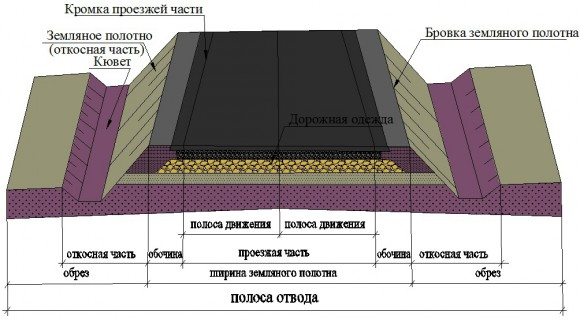 Кромка проезжей части
Земляное полотно
(откосная часть)
Кювет
Бровка земляного полотна
Дорожная одежда
полоса движения полоса движения
откосная часть обочина проезжая часть обочина откосная часть
обрез ширина земляного полотна обрез
полоса отвода